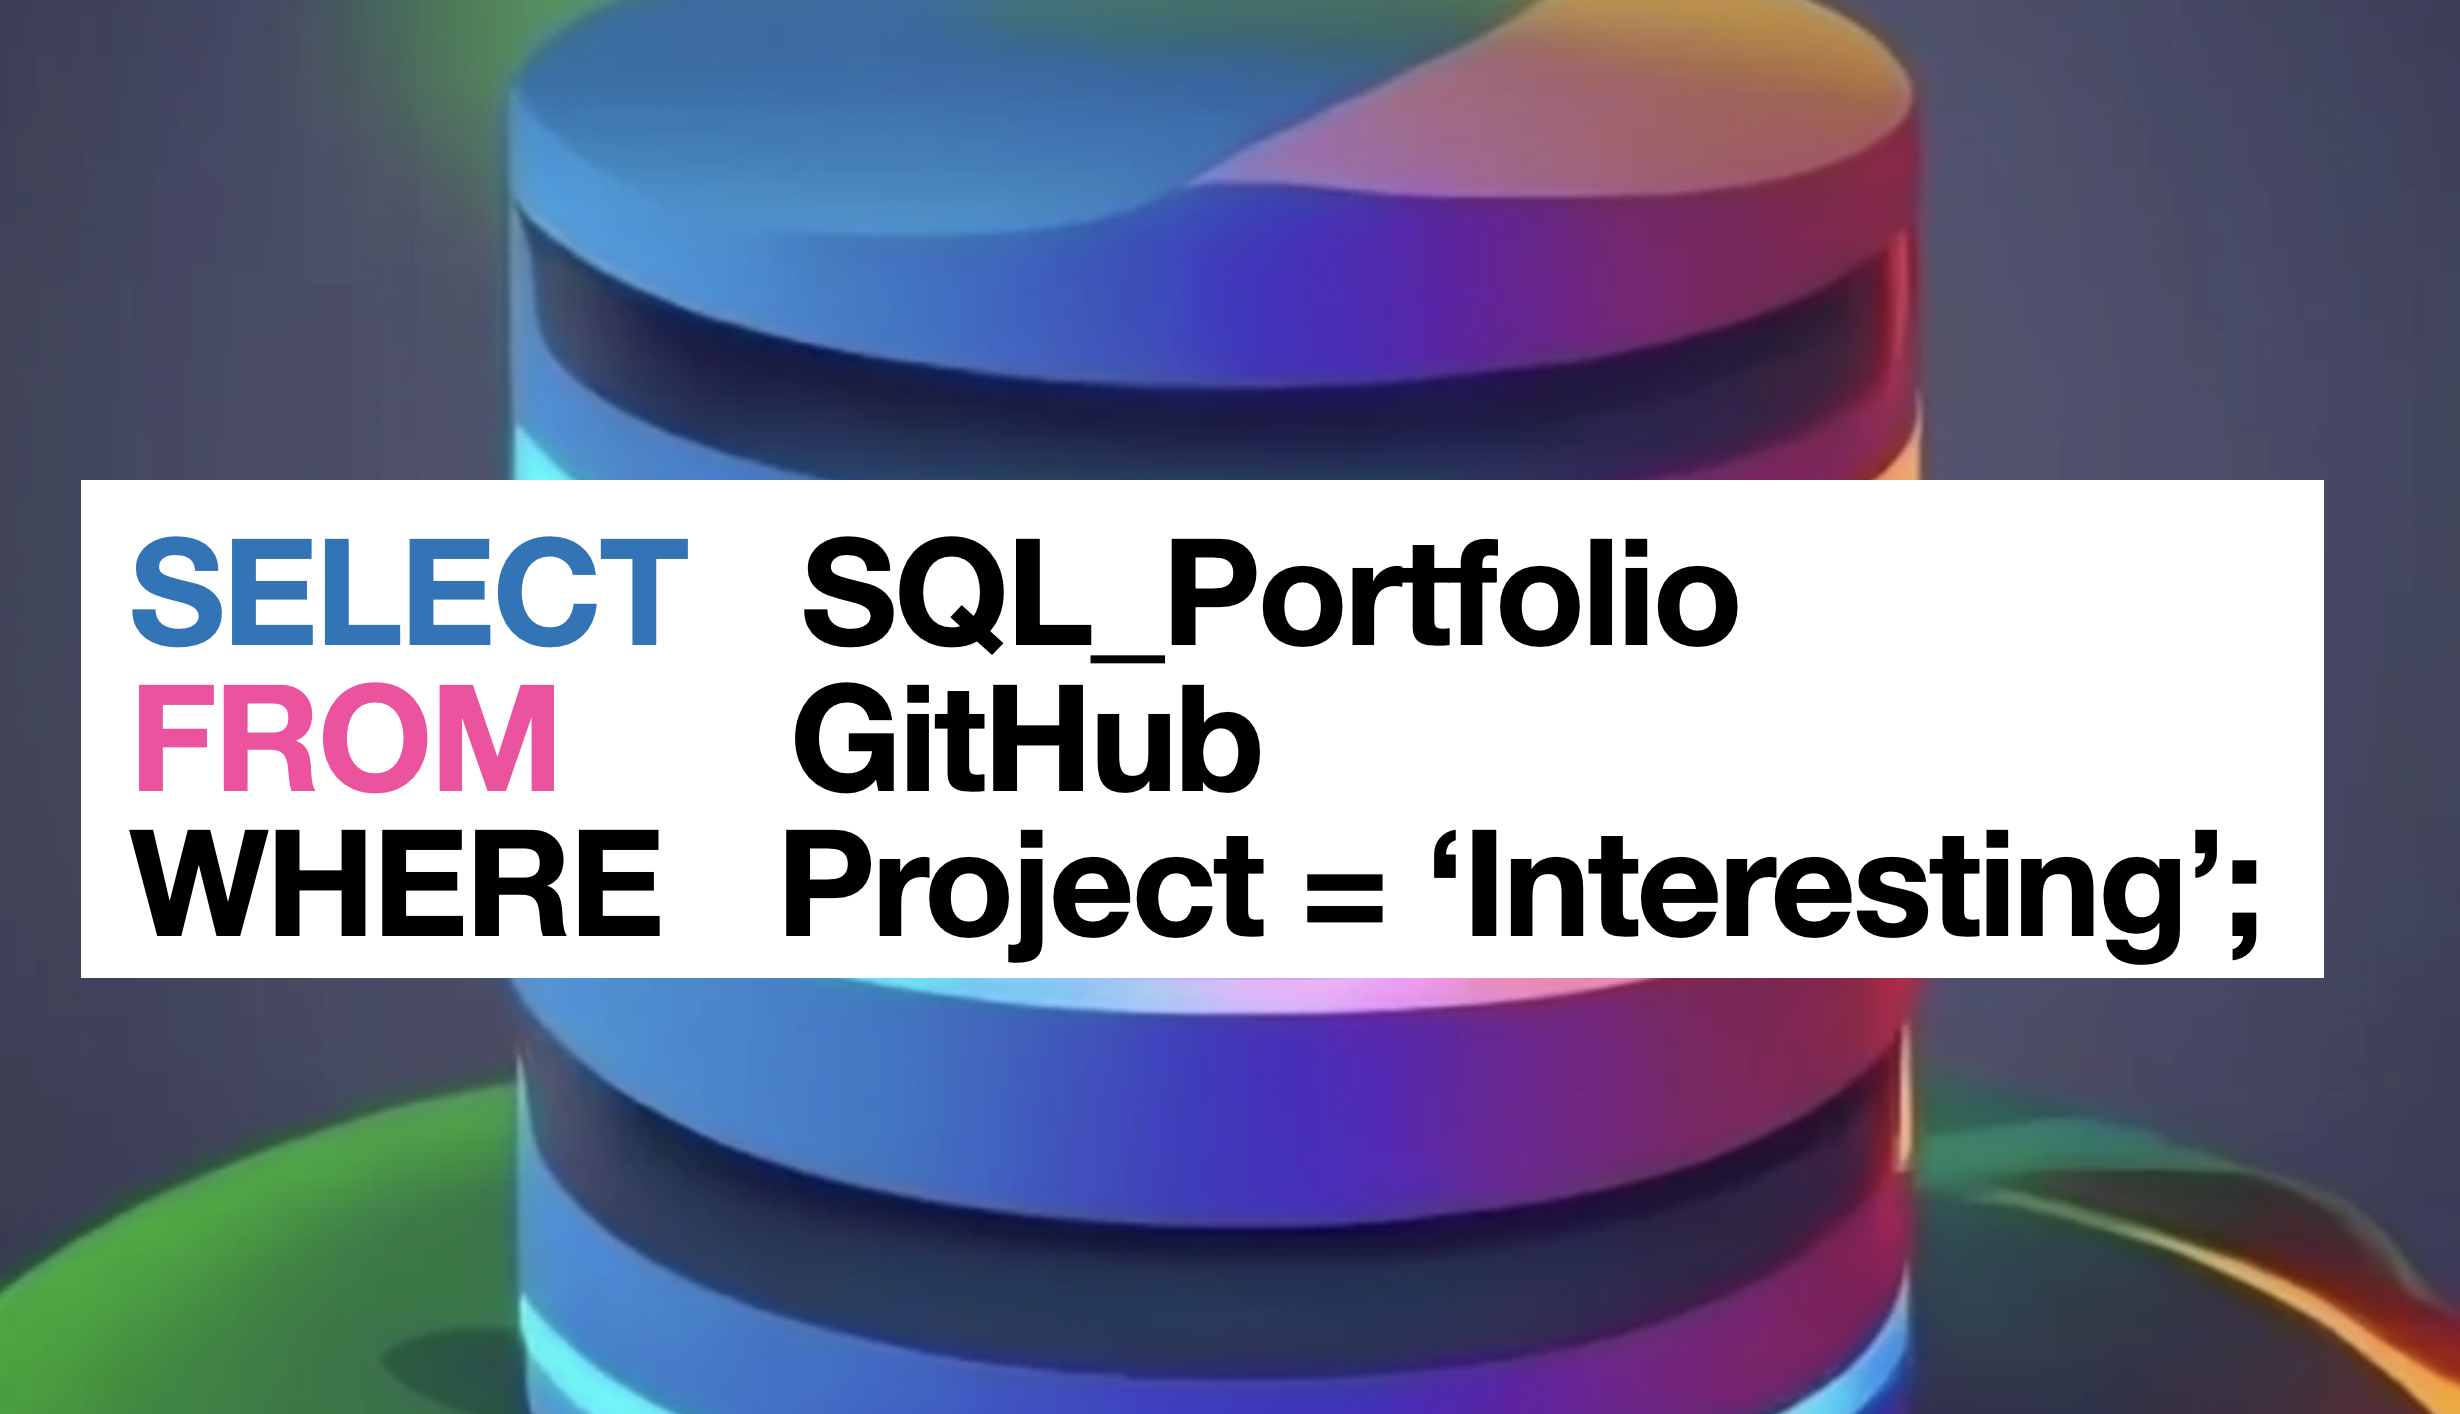 SELECT SQL_Portfolio
FROM GitHub
WHERE Project = ‘Interesting’;